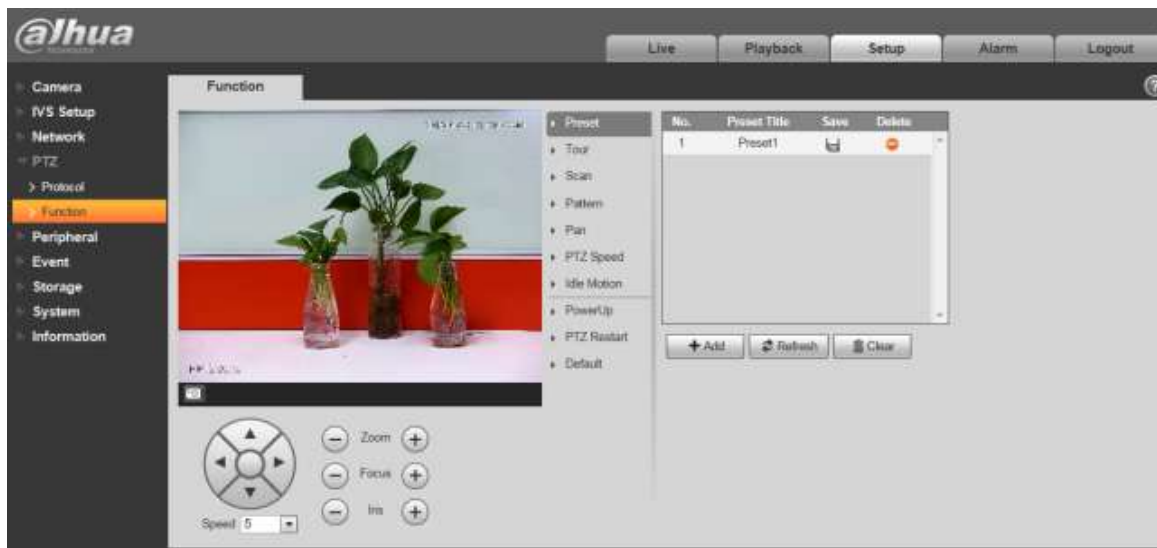 alhua
TECHNOLOGY
Live
Playback
Setup
Alarm
Logout
Camera
IVS Setup
Network
PTZ
Protocol
Function
Peripheral
Event
Storage
System
Information
Function
Preset
Tour
Scan
Pattern
Pan
PTZ Speed
Idle Motion
PowerUp
PTZ Restart
Default
No. Preset Title Save Delete
1 Preset1
Add
Refresh
Clear
Zoom
Focus
Iris
Speed 5